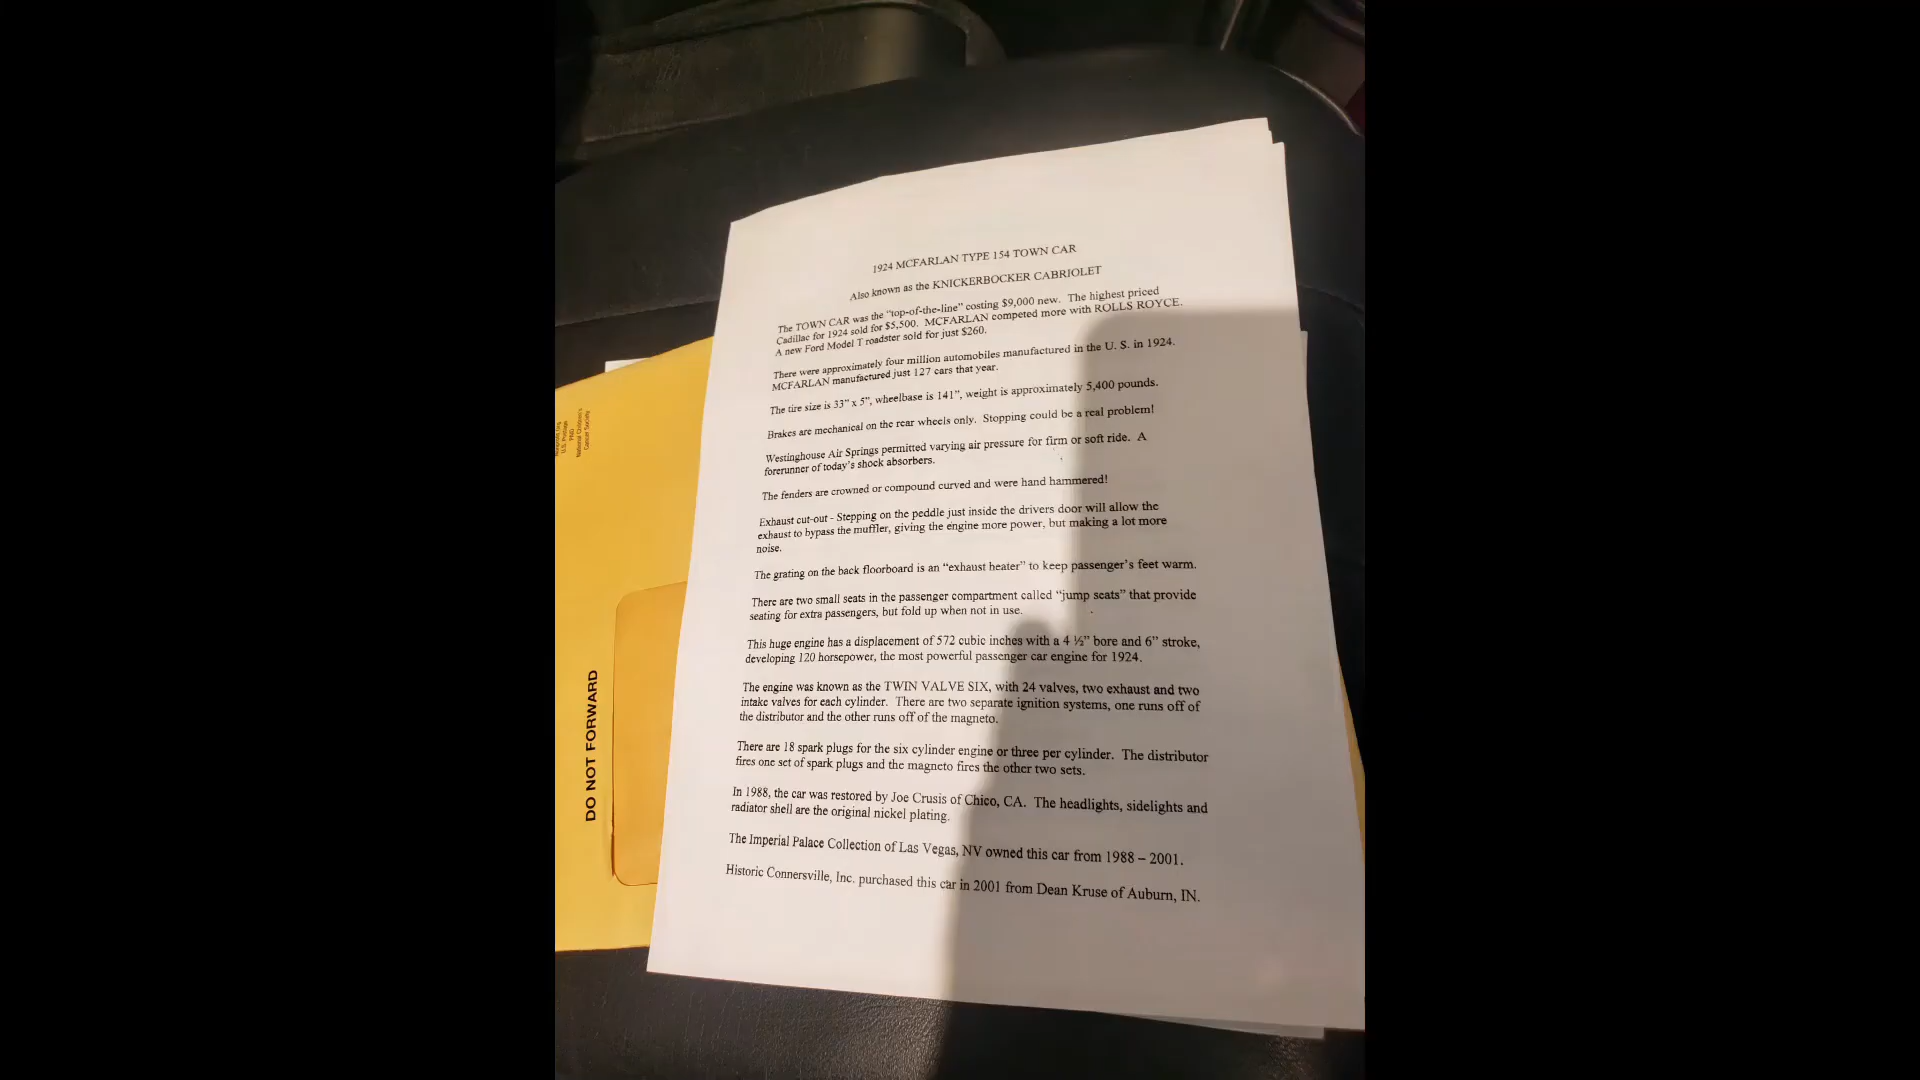 1924 MCFARLAN TYPE 154 TOWN CAR
Also known as the KNICKERBOCKER CABRIOLET
The TOWN CAR was the "top-of-the-line" costing $9,000 new. The highest priced
Cadillac for 1924 sold for $5,500. MCFARLAN competed more with ROLLS ROYCE.
A new Ford Model T roadster sold for just $260.
There were approximately four million automobiles manufactured in the U. S. in 1924.
MCFARLAN manufactured just 127 cars that year.
The tire size is 33" x 5", wheelbase is 141", weight is approximately 5,400 pounds.
Brakes are mechanical on the rear wheels only. Stopping could be a real problem!
Westinghouse Air Springs permitted varying air pressure for firm or soft ride. A
forerunner of today's shock absorbers.
The fenders are crowned or compound curved and were hand hammered!
Exhaust cut-out - Stepping on the peddle just inside the drivers door will allow the
exhaust to bypass the muffler, giving the engine more power, but making a lot more
noise.
The grating on the back floorboard is an "exhaust heater" to keep passenger's feet warm.
There are two small seats in the passenger compartment called "jump seats" that provide
seating for extra passengers, but fold up when not in use.
This huge engine has a displacement of 572 cubic inches with a 4 ½" bore and 6" stroke,
developing 120 horsepower, the most powerful passenger car engine for 1924.
The engine was known as the TWIN VALVE SIX, with 24 valves, two exhaust and two
intake valves for each cylinder. There are two separate ignition systems, one runs off of
the distributor and the other runs off of the magneto.
There are 18 spark plugs for the six cylinder engine or three per cylinder. The distributor
fires one set of spark plugs and the magneto fires the other two sets.
In 1988, the car was restored by Joe Crusis of Chico, CA. The headlights, sidelights and
radiator shell are the original nickel plating.
The Imperial Palace Collection of Las Vegas, NV owned this car from 1988 – 2001.
Historic Connersville, Inc. purchased this car in 2001 from Dean Kruse of Auburn, IN.
U.S. Postage
PAID
National Children's
Cancer Society
DO NOT FORWARD